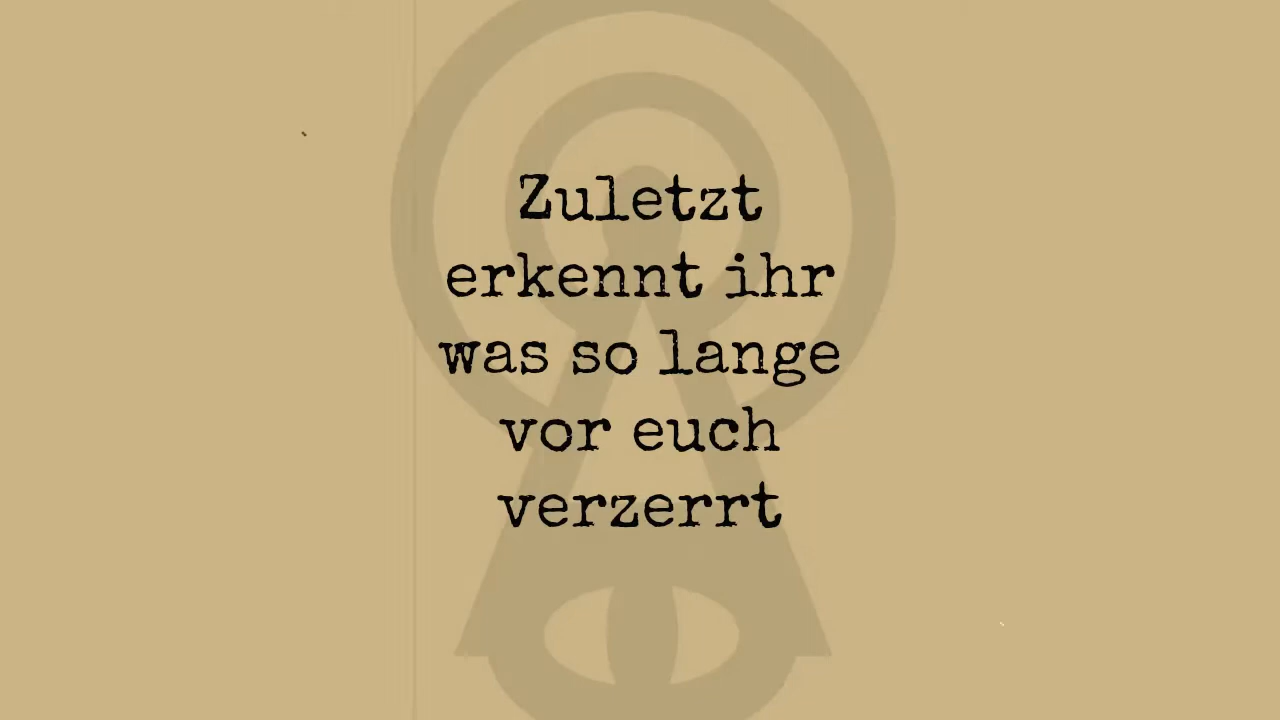 Zuletzt
erkennt ihr
was so lange
vor euch
verzerrt